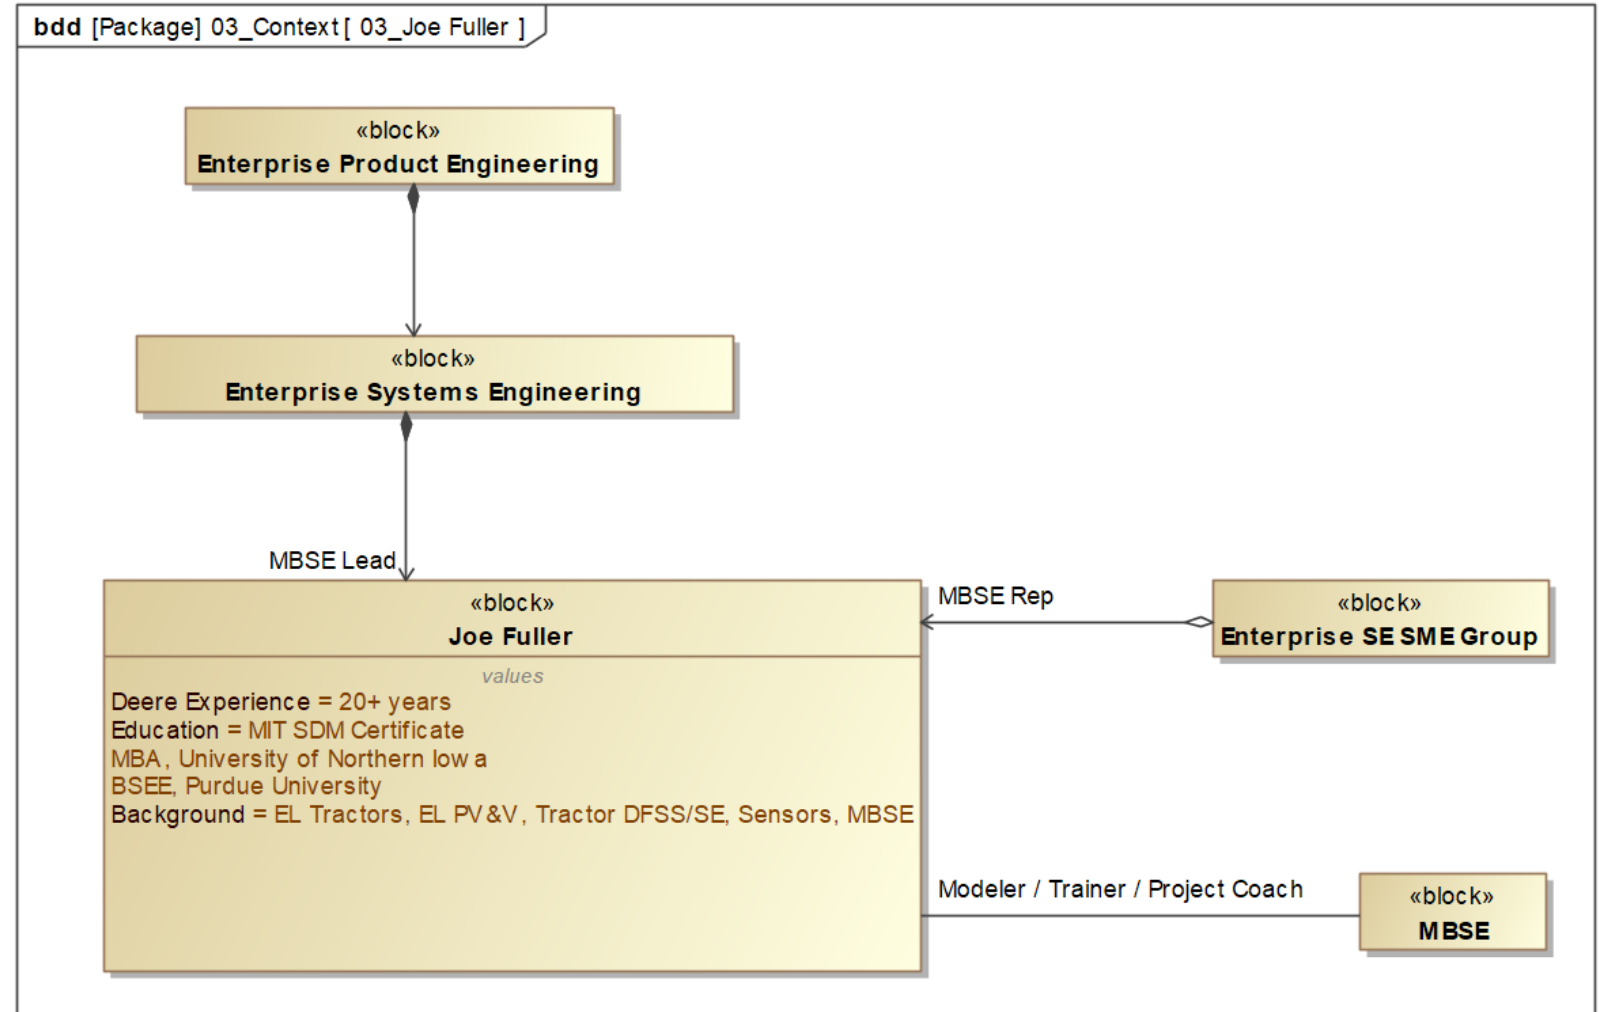 bdd [Package] 03_Context [ 03_Joe Fuller ]
«block»
Enterprise Product Engineering
«block»
Enterprise Systems Engineering
MBSE Lead
«block»
Joe Fuller
values
Deere Experience = 20+ years
Education = MIT SDM Certificate
MBA, University of Northern Iowa
BSEE, Purdue University
Background = EL Tractors, EL PV&V, Tractor DFSS/SE, Sensors, MBSE
MBSE Rep
«block»
Enterprise SE SME Group
Modeler / Trainer / Project Coach
«block»
MBSE